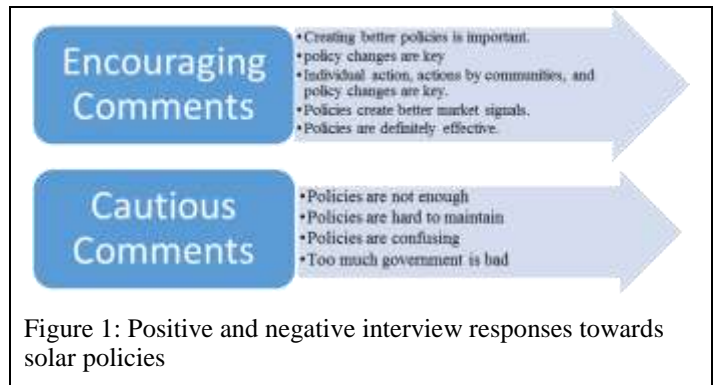 Encouraging
Comments
•Creating better policies is important.
•policy changes are key
•Individual action, actions by communities, and
policy changes are key.
•Policies create better market signals.
•Policies are definitely effective.
Cautious
Comments
•Policies are not enough
•Policies are hard to maintain
•Policies are confusing
•Too much government is bad
Figure 1: Positive and negative interview responses towards
solar policies